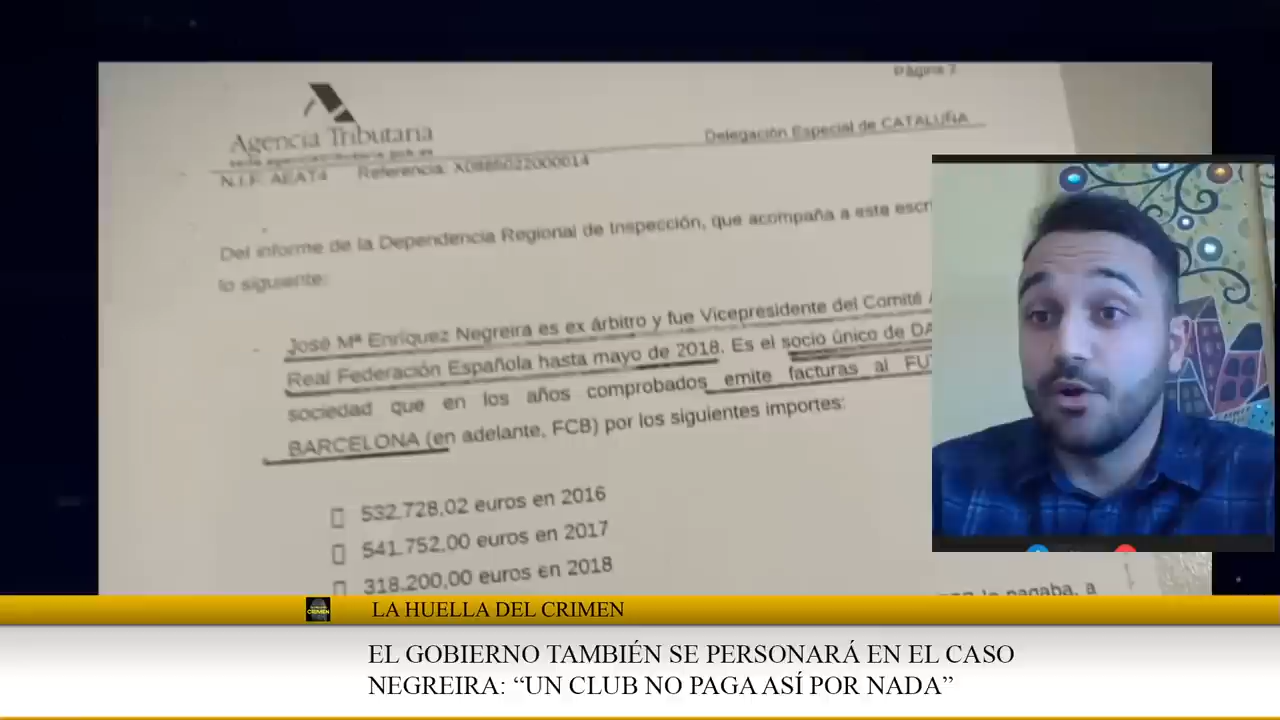 Página 7
Agencia Tributaria
Delegación Especial de CATALUÑA
N.I.F. AEAT4 Referencia:
Del informe de la Dependencia Regional de Inspección, que acompaña a este
lo siguiente:
José Mª Enríquez Negreira es ex árbitro y fue Vicepresidente del Comité
Real Federación Española hasta mayo de 2018. Es el socio único de
sociedad que en los años comprobados emite facturas al
BARCELONA (en adelante, FCB) por los siguientes importes:
532.728,02 euros en 2016
541.752,00 euros en 2017
318.200,00 euros en 2018
pagaba, a
LA HUELLA DEL CRIMEN
EL GOBIERNO TAMBIÉN SE PERSONARÁ EN EL CASO
NEGREIRA: “UN CLUB NO PAGA ASÍ POR NADA”